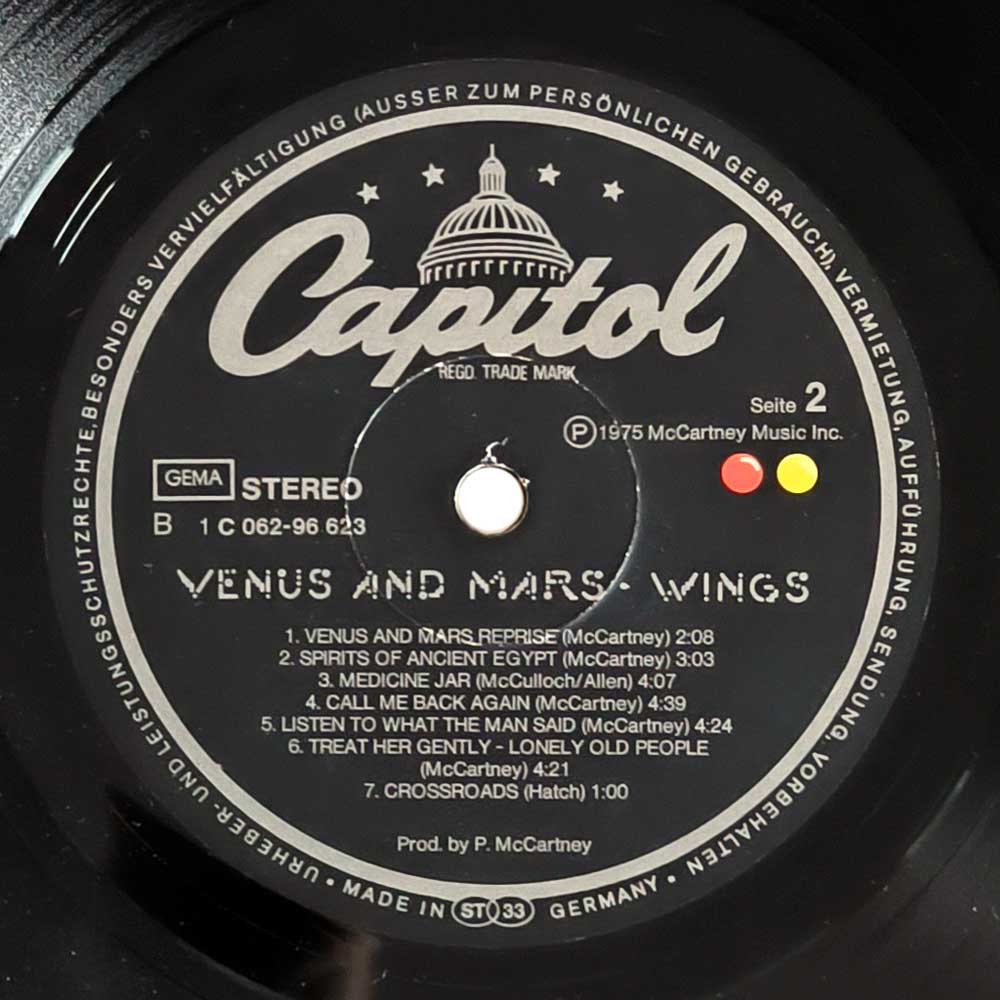 URHEBER- UND LEISTUNGSSCHUTZRECHTE, BESONDERS VERVIELFÄLTIGUNG (AUSSER ZUM PERSÖNLICHEN GEBRAUCH), VERMIETUNG, AUFFÜHRUNG, SENDUNG, VORBEHALTEN •
Capitol
REGD. TRADE MARK
Seite 2
Ⓟ 1975 McCartney Music Inc.
GEMA STEREO
B 1 C 062-96 623
VENUS AND MARS · WINGS
1. VENUS AND MARS REPRISE (McCartney) 2:08
2. SPIRITS OF ANCIENT EGYPT (McCartney) 3:03
3. MEDICINE JAR (McCulloch/Allen) 4:07
4. CALL ME BACK AGAIN (McCartney) 4:39
5. LISTEN TO WHAT THE MAN SAID (McCartney) 4:24
6. TREAT HER GENTLY - LONELY OLD PEOPLE
(McCartney) 4:21
7. CROSSROADS (Hatch) 1:00
Prod. by P. McCartney
• MADE IN ST 33 GERMANY